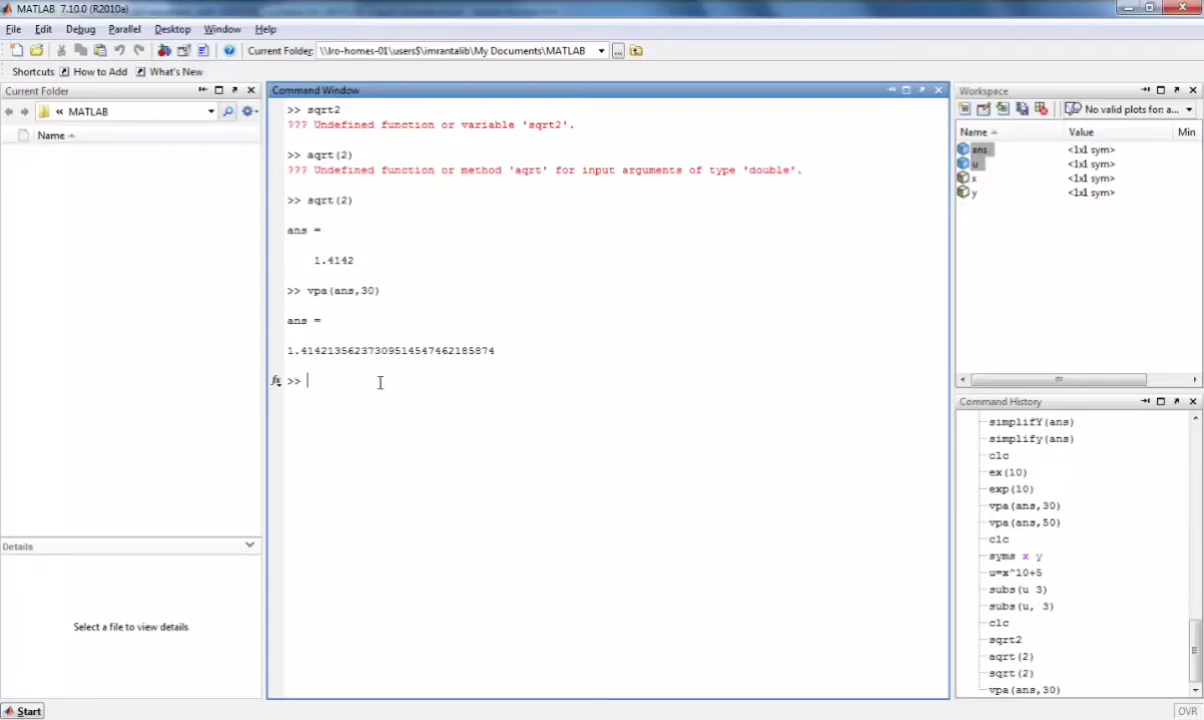 MATLAB 7.10.0 (R2010a)
File Edit Debug Parallel Desktop Window Help
Current Folder: \\lro-homes-01\users$\imrantalib\My Documents\MATLAB ...
Shortcuts How to Add What's New
Current Folder
« MATLAB
Name
Details
Select a file to view details
Start
Command Window
>> sqrt2
??? Undefined function or variable 'sqrt2'.
>> aqrt(2)
??? Undefined function or method 'aqrt' for input arguments of type 'double'.
>> sqrt(2)
ans =
1.4142
>> vpa(ans,30)
ans =
1.41421356237309514547462185874
fx >>
Workspace
No valid plots for a...
Name Value Min
ans <1x1 sym>
u <1x1 sym>
x <1x1 sym>
y <1x1 sym>
Command History
simplifY(ans)
simplify(ans)
clc
ex(10)
exp(10)
vpa(ans,30)
vpa(ans,50)
clc
syms x y
u=x^10+5
subs(u 3)
subs(u, 3)
clc
sqrt2
aqrt(2)
sqrt(2)
vpa(ans,30)
OVR